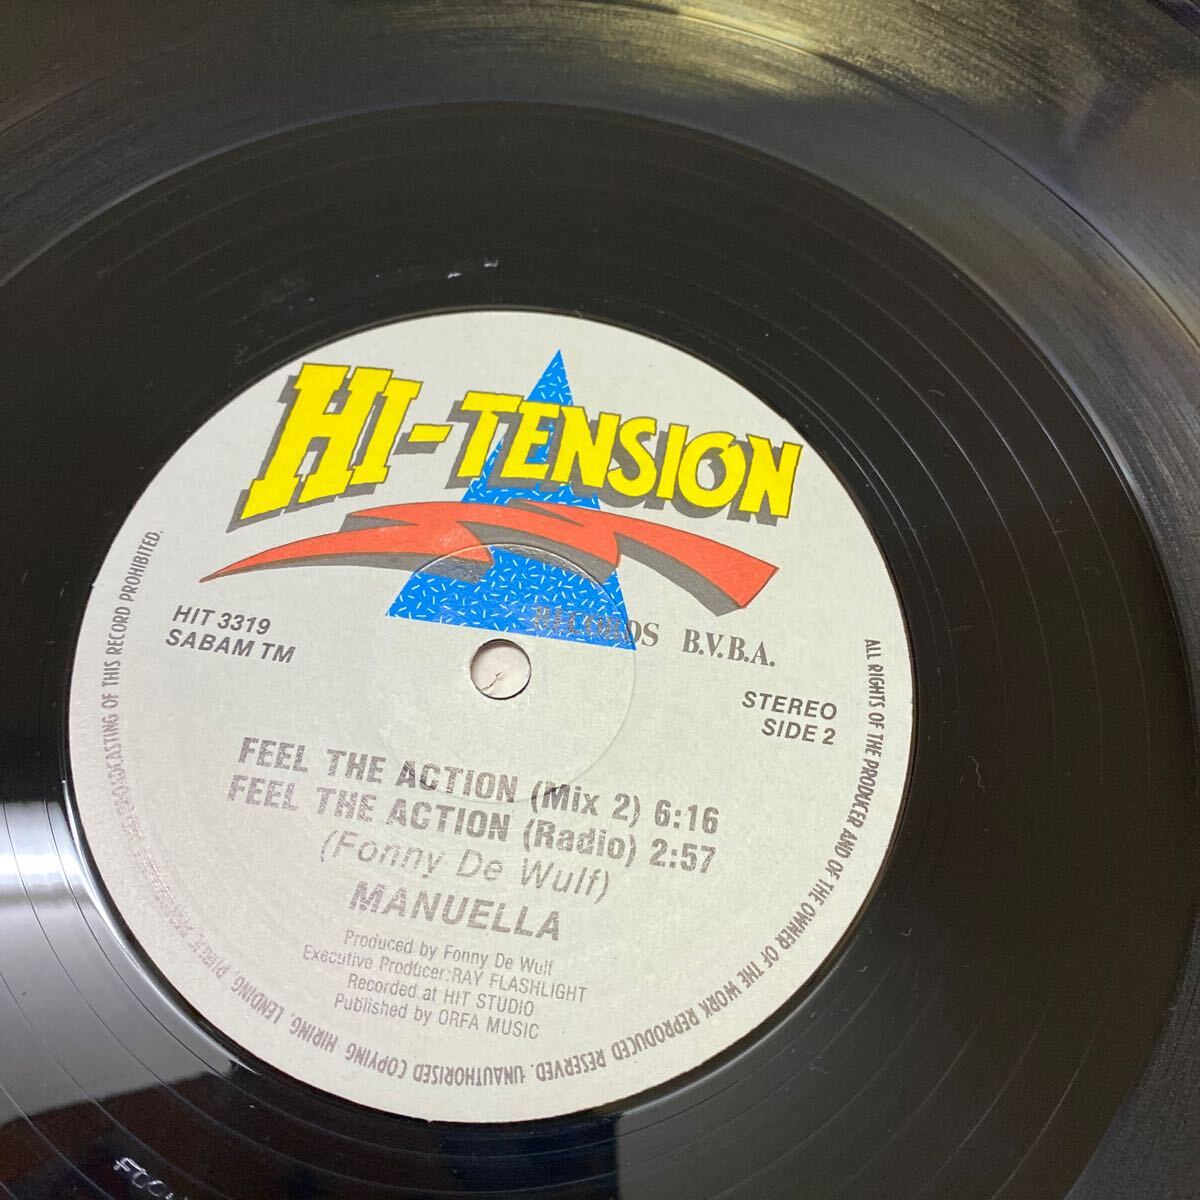 HI-TENSION
RECORDS B.V.B.A.
HIT 3319
SABAM TM
STEREO
SIDE 2
FEEL THE ACTION (Mix 2) 6:16
FEEL THE ACTION (Radio) 2:57
(Fonny De Wulf)
MANUELLA
Produced by Fonny De Wulf
Executive Producer: RAY FLASHLIGHT
Recorded at HIT STUDIO
Published by ORFA MUSIC
ALL RIGHTS OF THE PRODUCER AND OF THE OWNER OF THE WORK REPRODUCED RESERVED. UNAUTHORISED COPYING, HIRING, LENDING, PUBLIC PERFORMANCE AND BROADCASTING OF THIS RECORD PROHIBITED.